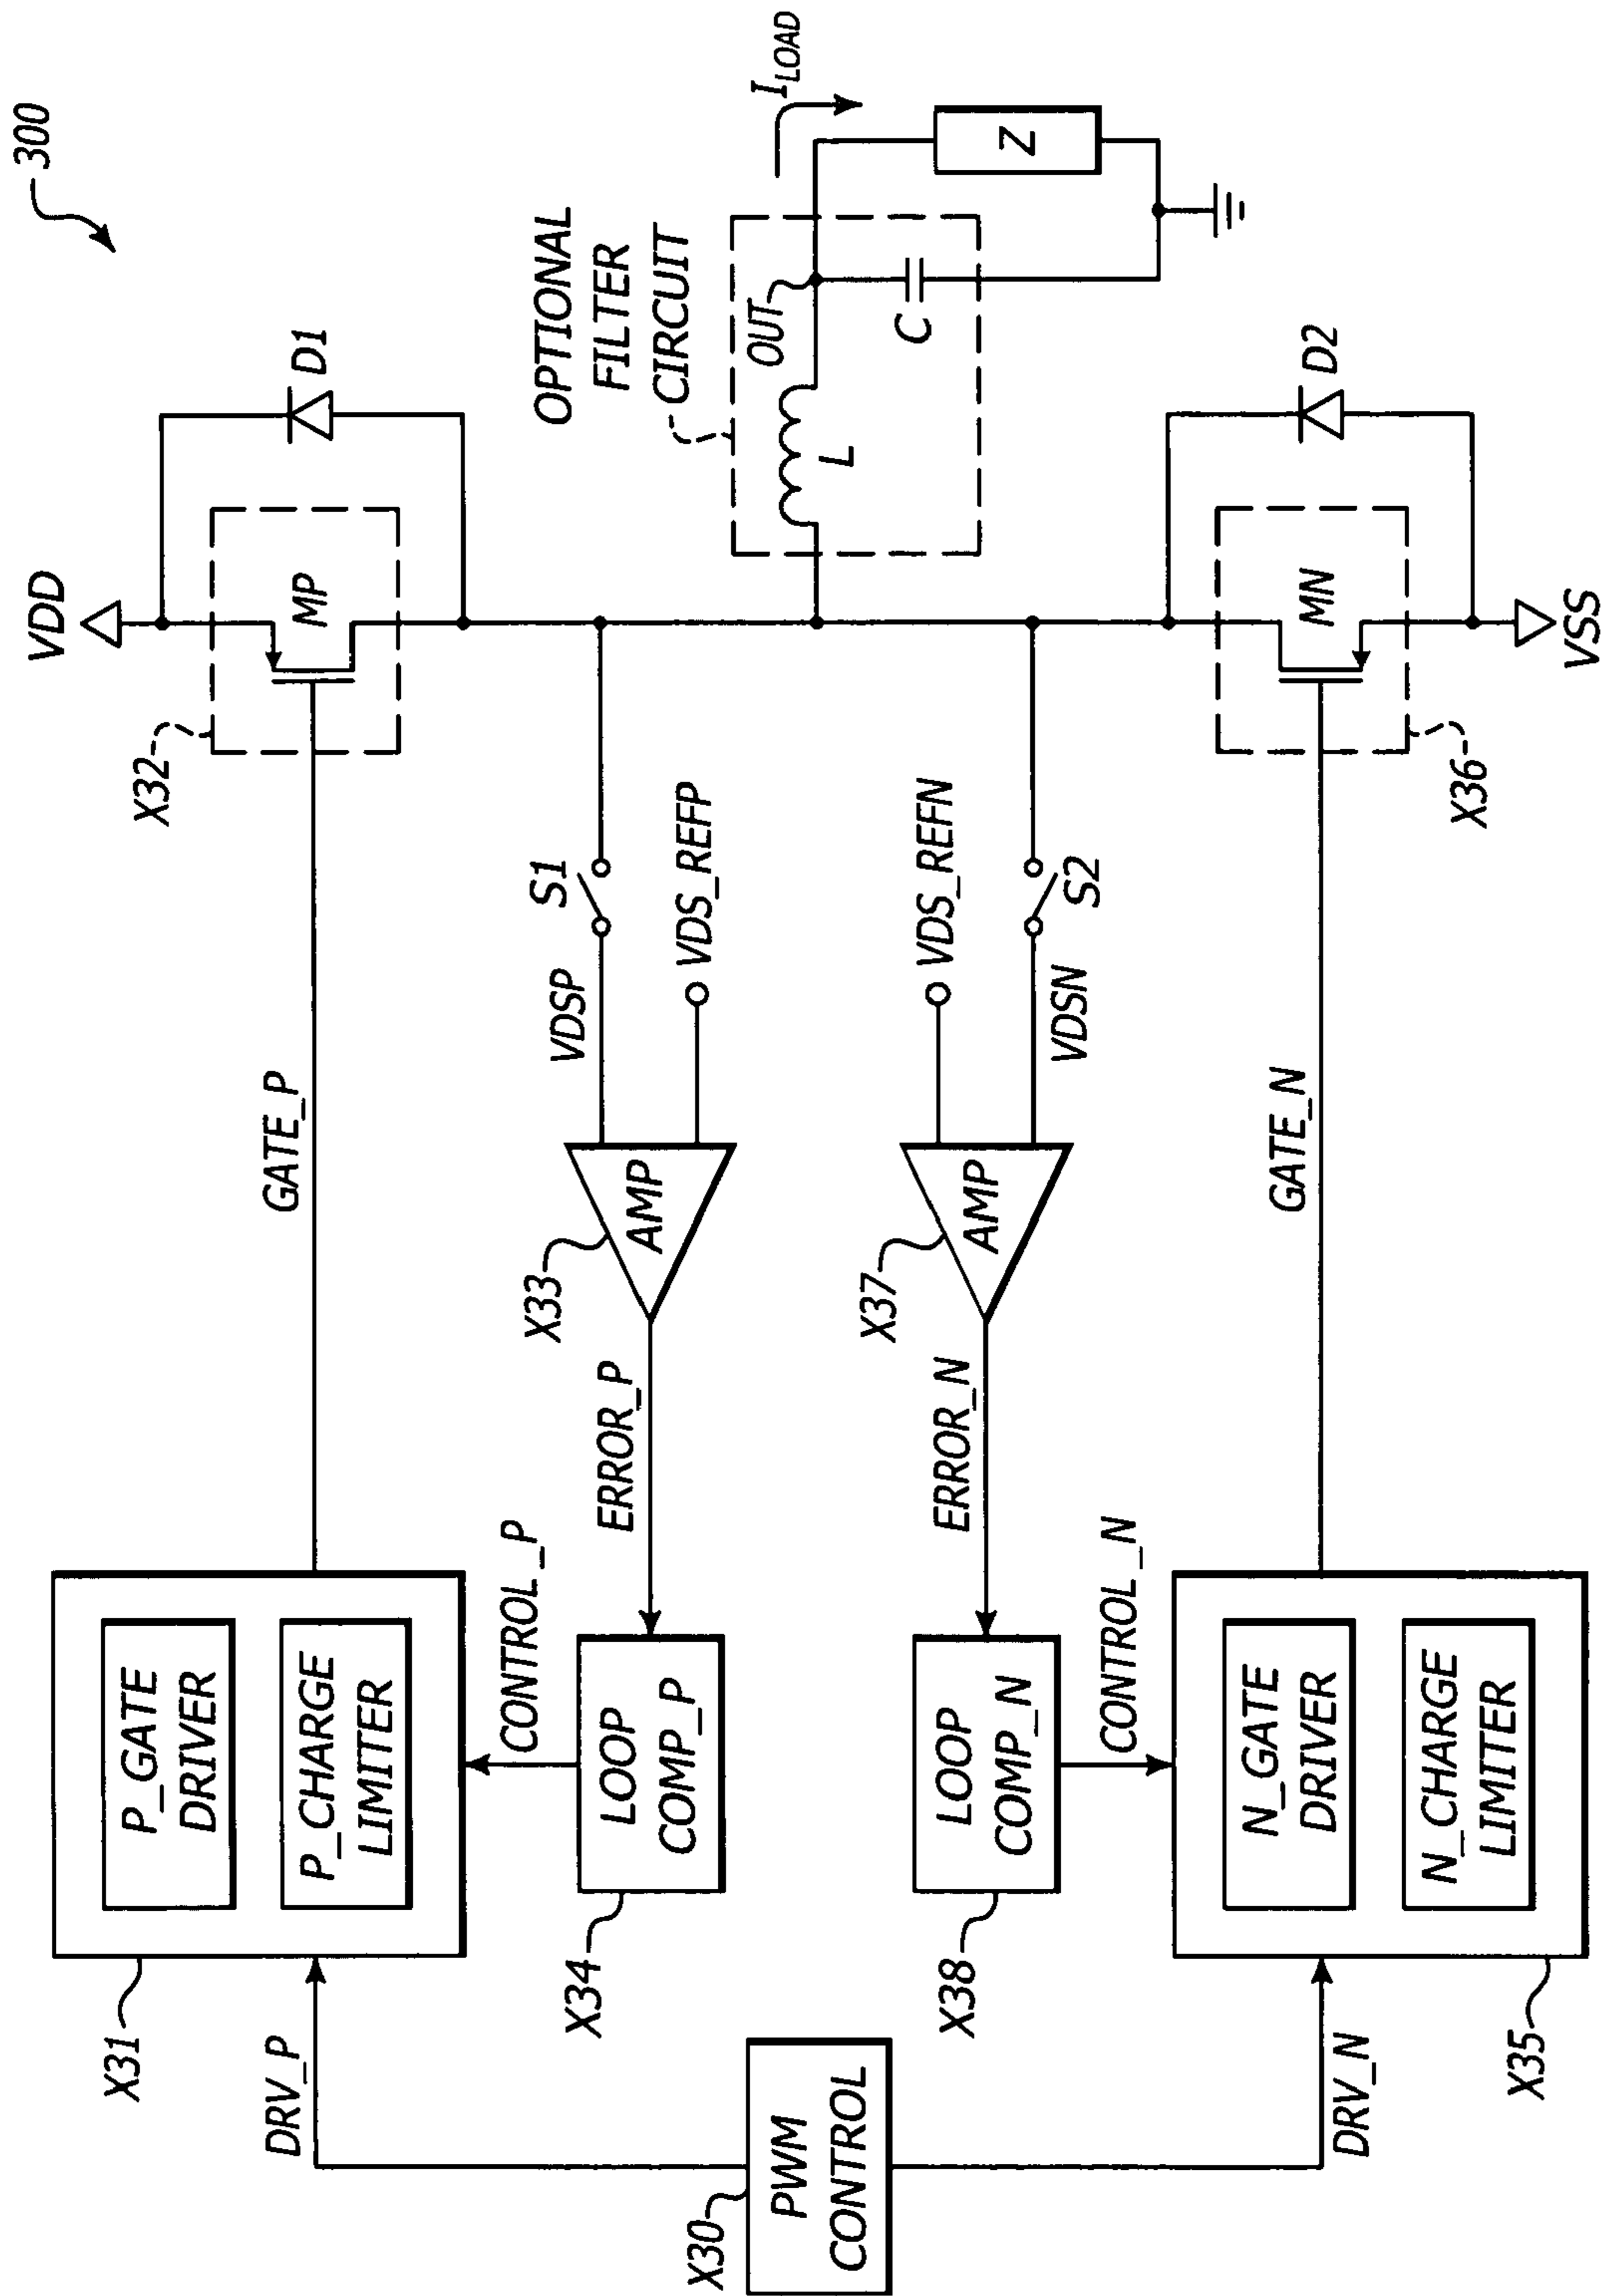 300
VDD
X32
MP
D1
GATE_P
X31
P_GATE
DRIVER
P_CHARGE
LIMITER
DRV_P
CONTROL_P
LOOP
COMP_P
X34
ERROR_P
X33
AMP
VDSP
S1
VDS_REFP
OPTIONAL
FILTER
CIRCUIT
OUT
L
C
I LOAD
Z
X30
PWM
CONTROL
VDS_REFN
VDSN
S2
X37
AMP
ERROR_N
X38
LOOP
COMP_N
CONTROL_N
DRV_N
X35
N_GATE
DRIVER
N_CHARGE
LIMITER
GATE_N
X36
MN
D2
VSS